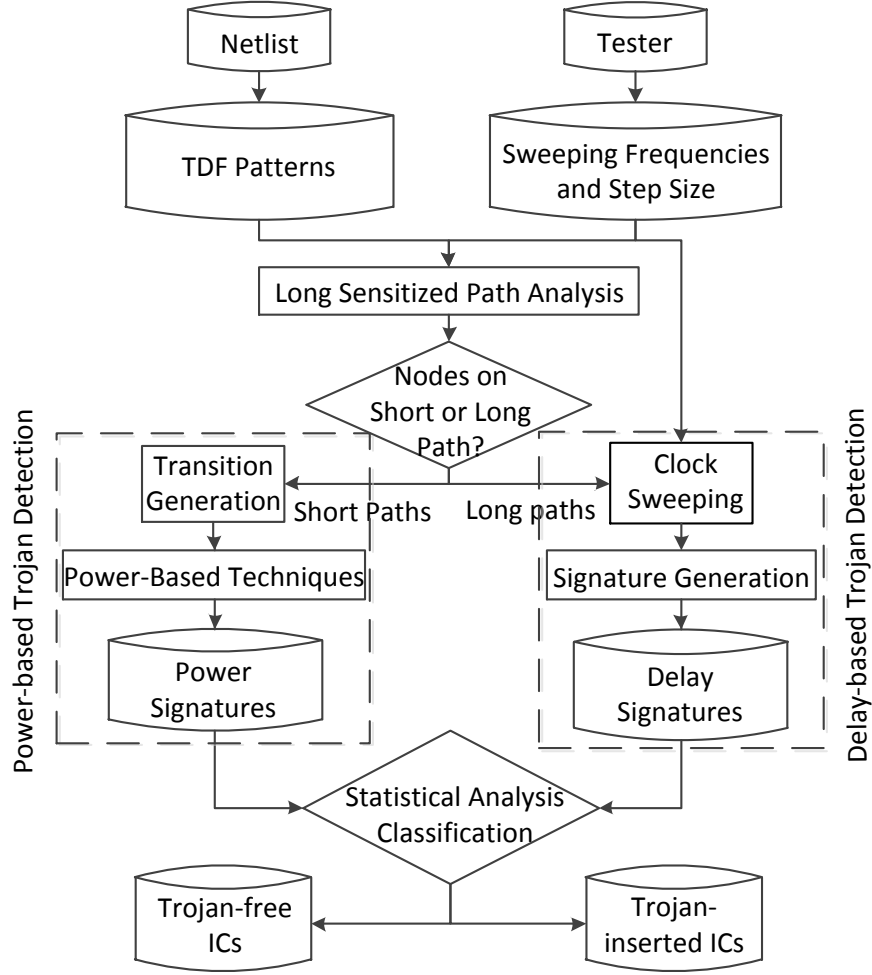 Netlist
Tester
TDF Patterns
Sweeping Frequencies
and Step Size
Long Sensitized Path Analysis
Nodes on
Short or Long
Path?
Power-based Trojan Detection
Transition
Generation
Short Paths
Long paths
Clock
Sweeping
Delay-based Trojan Detection
Power-Based Techniques
Signature Generation
Power
Signatures
Delay
Signatures
Statistical Analysis
Classification
Trojan-free
ICs
Trojan-
inserted ICs